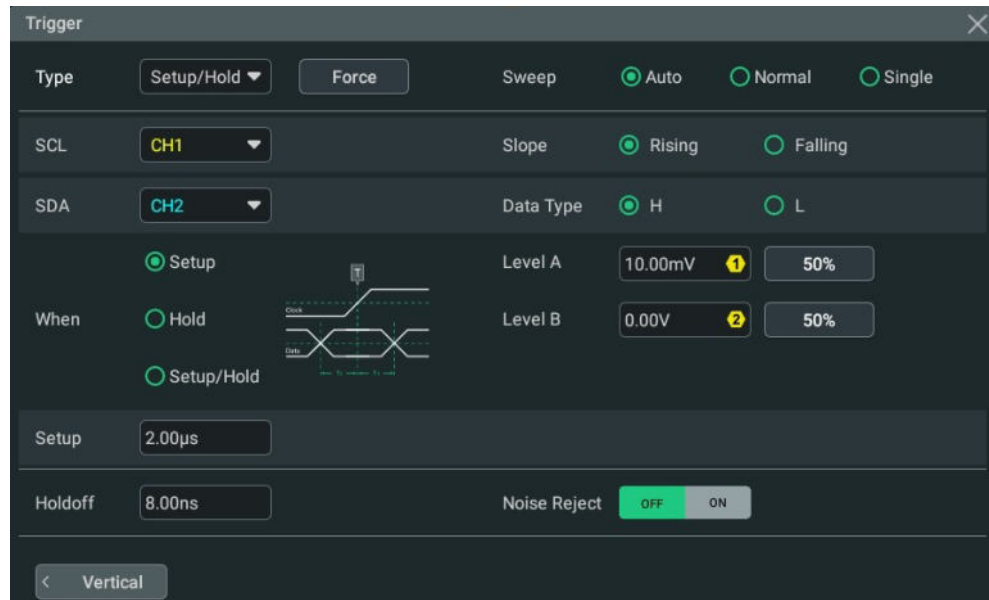 Trigger
Type Setup/Hold Force Sweep Auto Normal Single
SCL CH1 Slope Rising Falling
SDA CH2 Data Type H L
Setup
T
Level A 10.00mV 1 50%
Clock
When Hold Level B 0.00V 2 50%
Data
Setup/Hold
Setup 2.00μs
Holdoff 8.00ns Noise Reject OFF ON
< Vertical